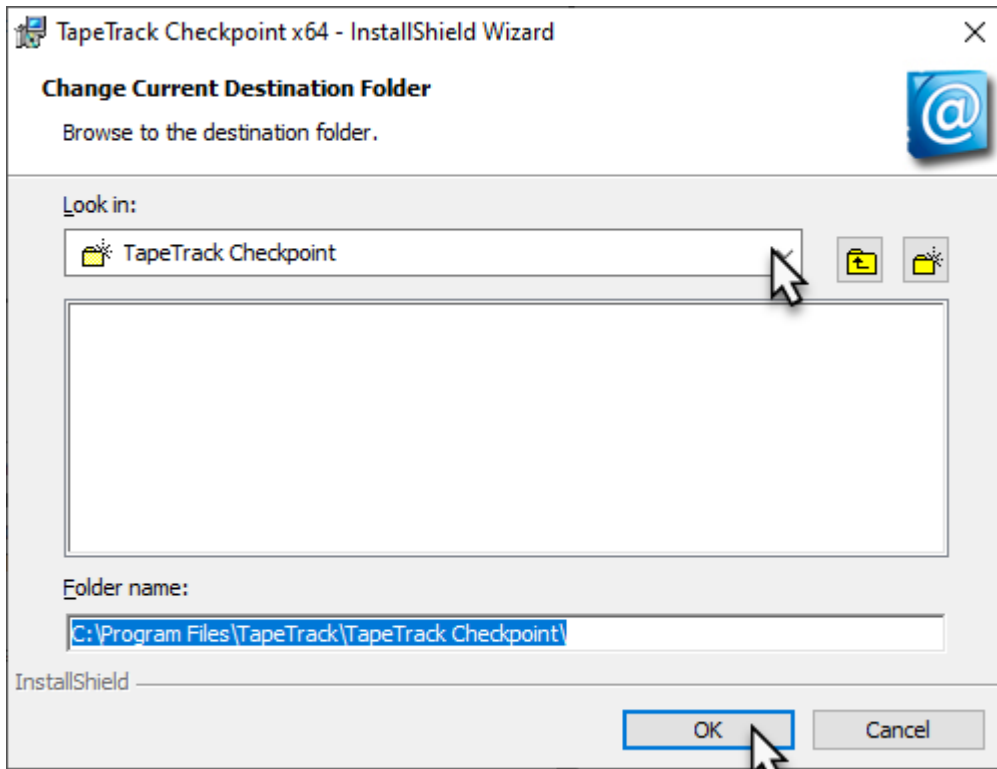 TapeTrack Checkpoint x64 - InstallShield Wizard
Change Current Destination Folder
Browse to the destination folder.
Look in:
TapeTrack Checkpoint
Folder name:
C:\Program Files\TapeTrack\TapeTrack Checkpoint\
InstallShield
OK
Cancel